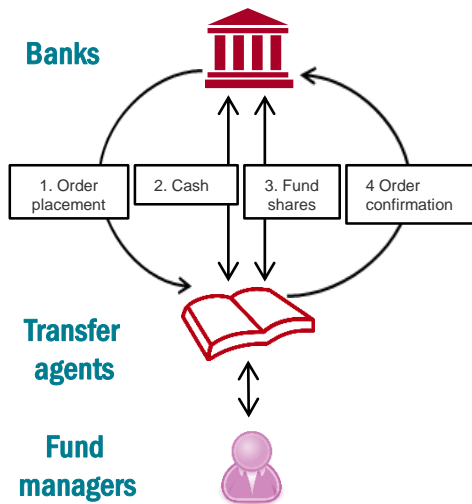 Banks
1. Order
placement
2. Cash
3. Fund
shares
4 Order
confirmation
Transfer
agents
Fund
managers